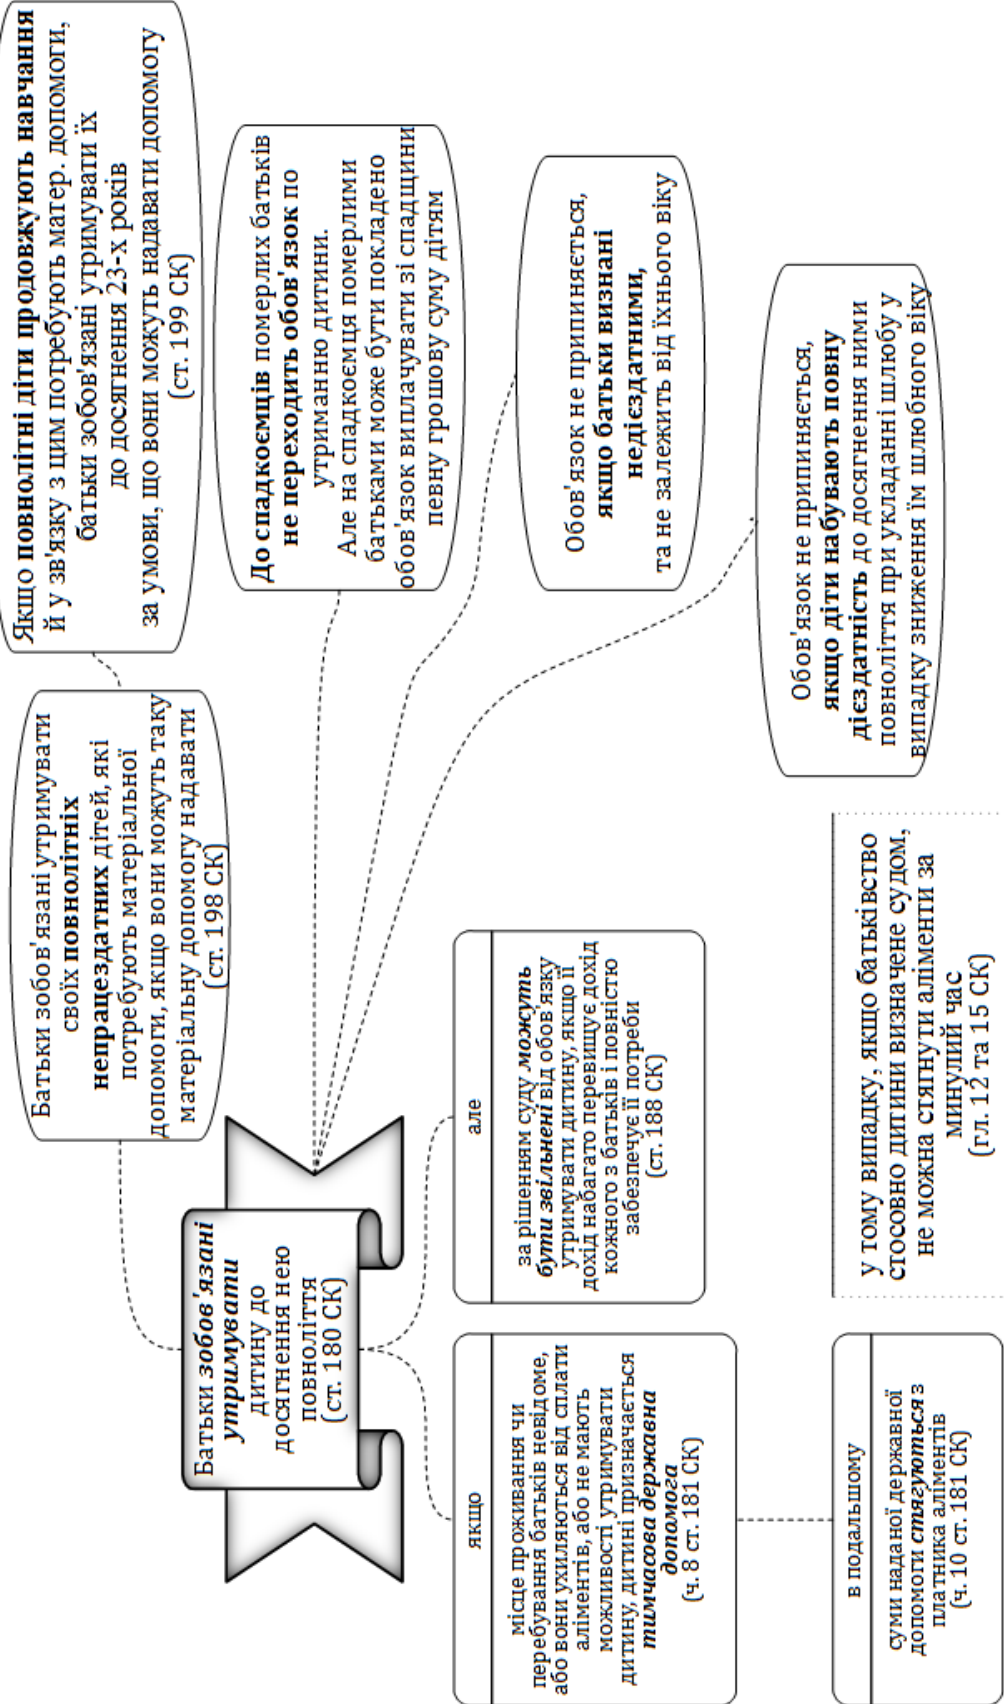 Батьки зобов'язані
утримувати
дитину до
досягнення нею
повноліття
(ст. 180 СК)
Батьки зобов'язані утримувати
своїх повнолітніх
непрацездатних дітей, які
потребують матеріальної
допомоги, якщо вони можуть таку
матеріальну допомогу надавати
(ст. 198 СК)
Якщо повнолітні діти продовжують навчання
й у зв'язку з цим потребують матер. допомоги,
батьки зобов'язані утримувати їх
до досягнення 23-х років
за умови, що вони можуть надавати допомогу
(ст. 199 СК)
До спадкоємців померлих батьків
не переходить обов'язок по
утриманню дитини.
Але на спадкоємця померлими
батьками може бути покладено
обов'язок виплачувати зі спадщини
певну грошову суму дітям
Обов'язок не припиняється,
якщо батьки визнані
недієздатними,
та не залежить від їхнього віку
Обов'язок не припиняється,
якщо діти набувають повну
дієздатність до досягнення ними
повноліття при укладанні шлюбу у
випадку зниження їм шлюбного віку
якщо
місце проживання чи
перебування батьків невідоме,
або вони ухиляються від сплати
аліментів, або не мають
можливості утримувати
дитину, дитині призначається
тимчасова державна
допомога
(ч. 8 ст. 181 СК)
але
за рішенням суду можуть
бути звільнені від обов'язку
утримувати дитину, якщо її
дохід набагато перевищує дохід
кожного з батьків і повністю
забезпечує її потреби
(ст. 188 СК)
в подальшому
суми наданої державної
допомоги стягуються з
платника аліментів
(ч. 10 ст. 181 СК)
у тому випадку, якщо батьківство
стосовно дитини визначене судом,
не можна стягнути аліменти за
минулий час
(гл. 12 та 15 СК)